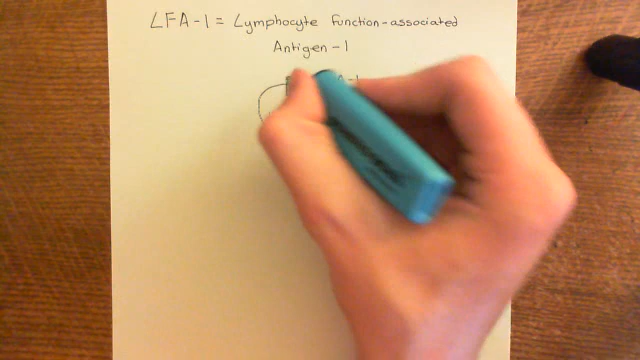 LFA-1 = Lymphocyte function-associated
Antigen-1